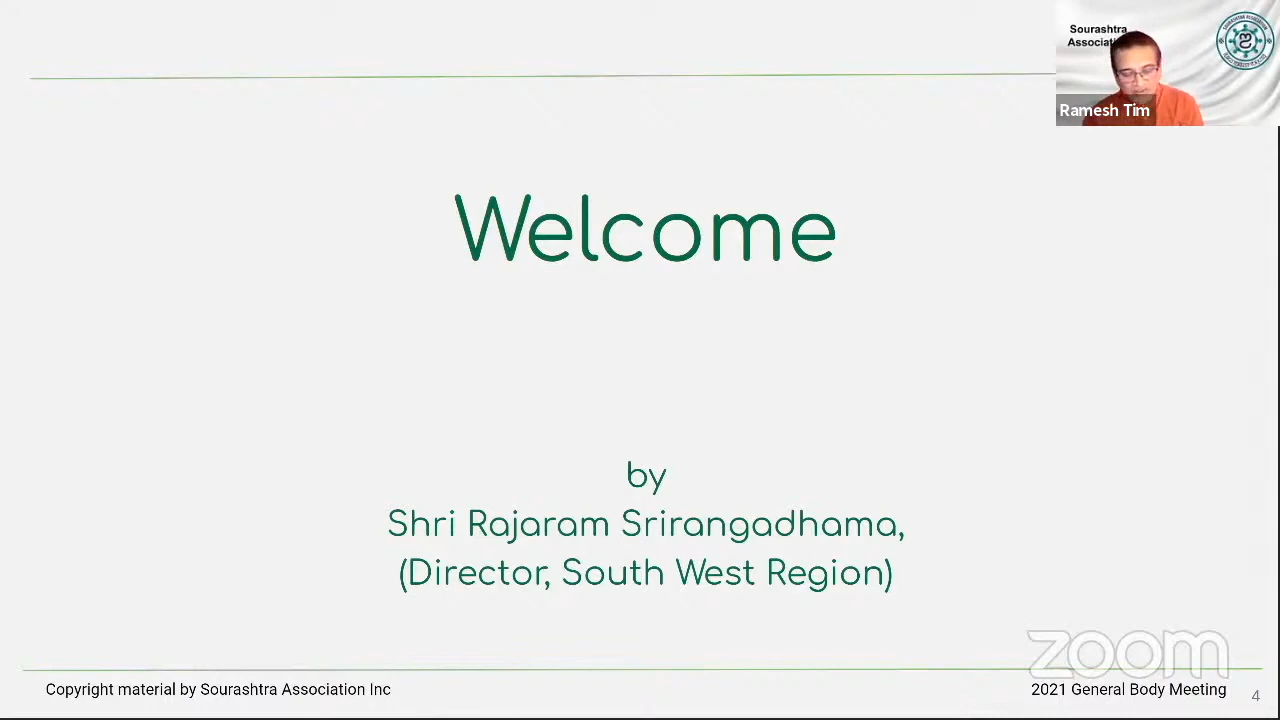 Sourashtra
Associati
Ramesh Tim
Welcome
by
Shri Rajaram Srirangadhama,
(Director, South West Region)
zoom
Copyright material by Sourashtra Association Inc
2021 General Body Meeting
4